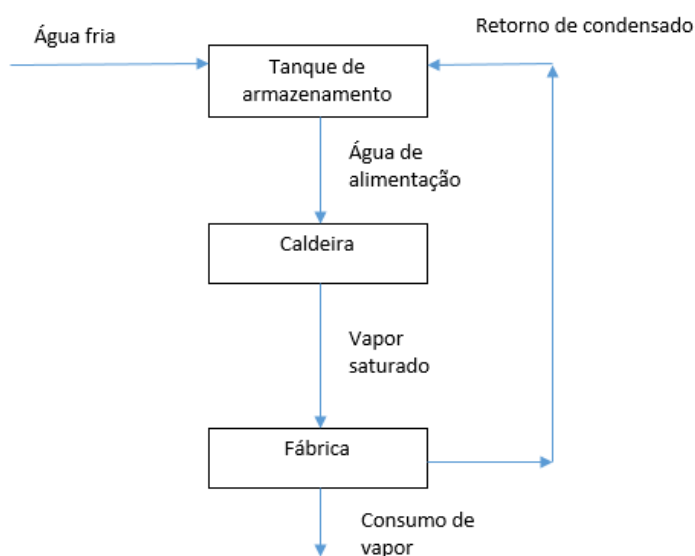 Retorno de condensado
Água fria
Tanque de
armazenamento
Água de
alimentação
Caldeira
Vapor
saturado
Fábrica
Consumo de
vapor